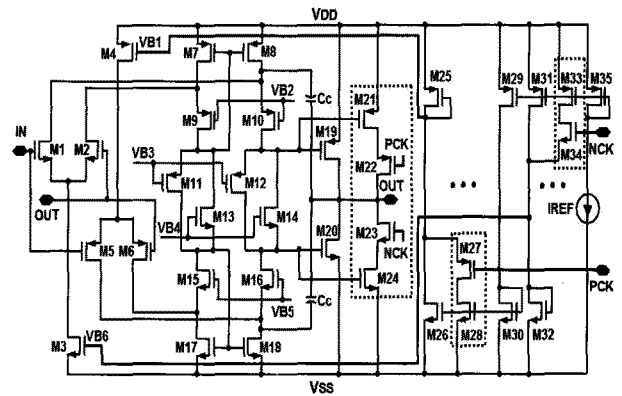 VDD
M4
VB1
M7
M8
M25
M29
M31
M33
M35
VB2
Cc
M21
M9
M10
M19
PCK
NCK
IN
M1
M2
VB3
M22
M34
M11
M12
OUT
OUT
IREF
VB4
M13
M14
M23
M5
M6
M20
NCK
M27
M15
M16
M24
PCK
VB5
Cc
M3
VB6
M17
M18
M26
M28
M30
M32
VSS